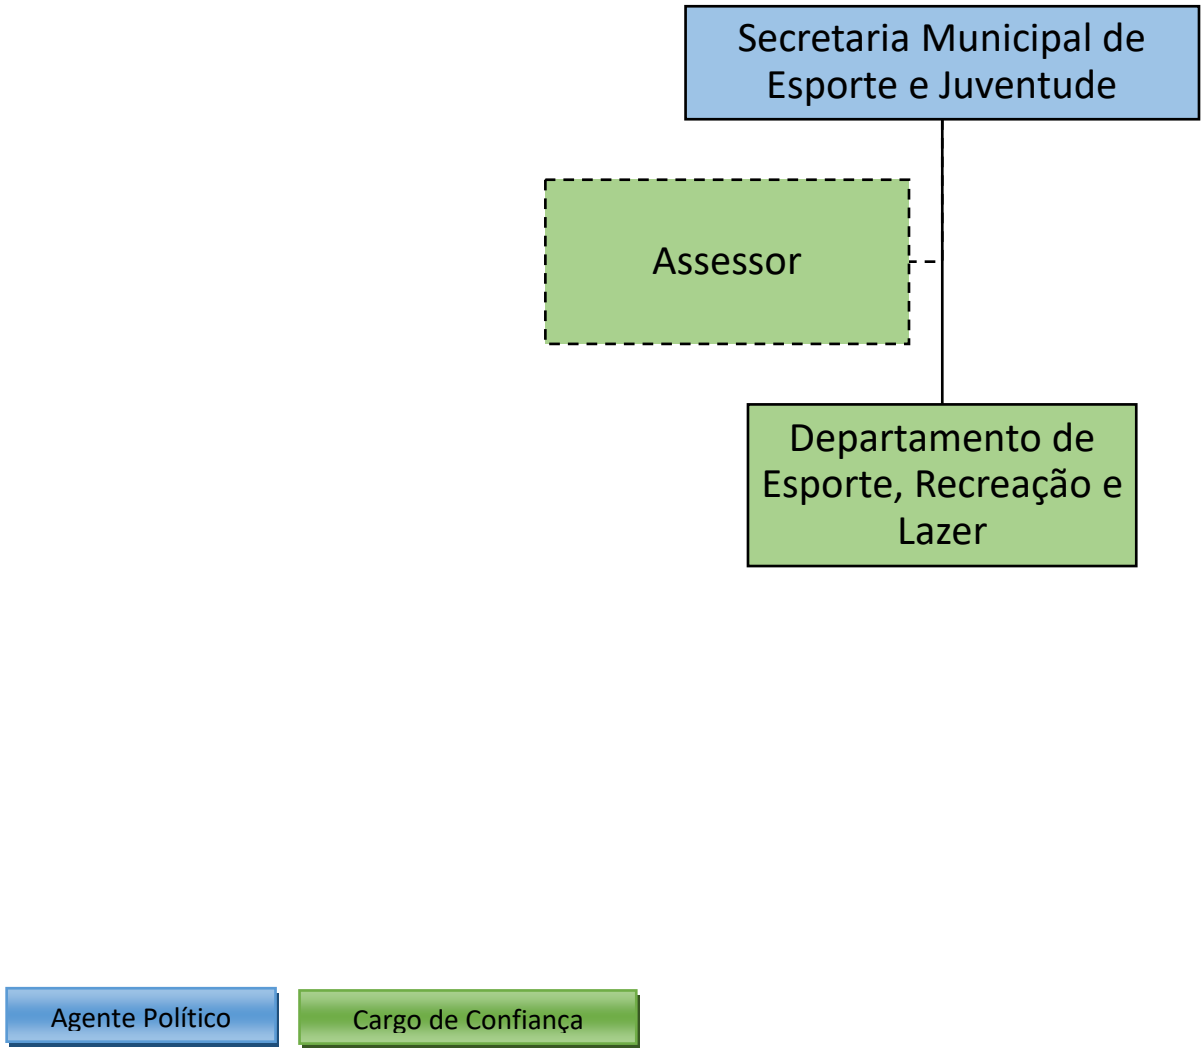 Secretaria Municipal de
Esporte e Juventude
Assessor
Departamento de
Esporte, Recreação e
Lazer
Agente Político
Cargo de Confiança